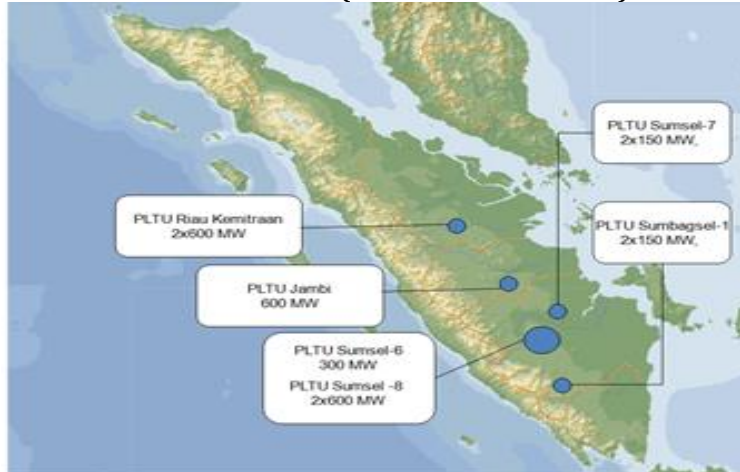 PLTU Sumsel-7
2x150 MW,
PLTU Riau Kemitraan
2x600 MW
PLTU Sumbagsel-1
2x150 MW,
PLTU Jambi
600 MW
PLTU Sumsel-6
300 MW
PLTU Sumsel -8
2x600 MW